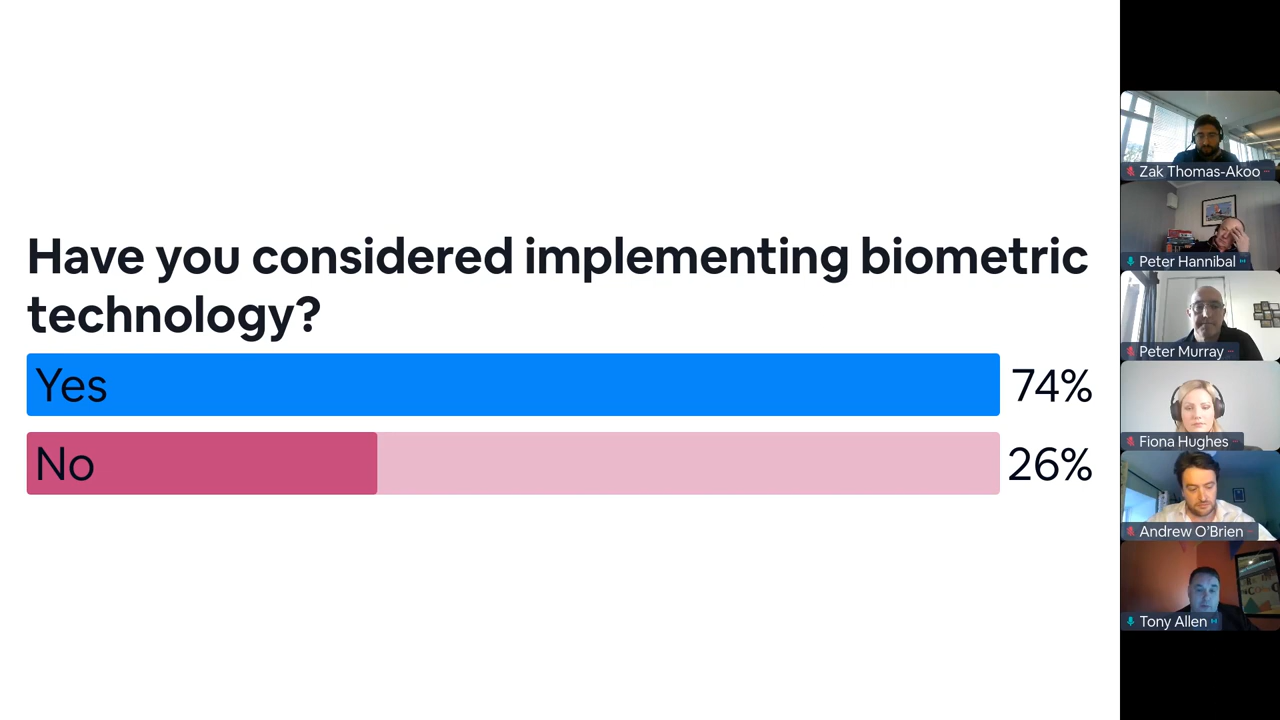 Have you considered implementing biometric
technology?
Yes
74%
No
26%
Zak Thomas-Akoo
Peter Hannibal
Peter Murray
Fiona Hughes
Andrew O'Brien
Tony Allen